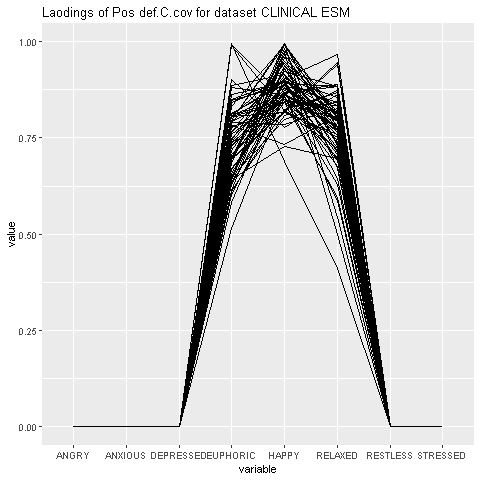 Laodings of Pos def.C.cov for dataset CLINICAL ESM
1.00
0.75
0.50
0.25
0.00
value
ANGRY ANXIOUS DEPRESSEDEUPHORIC HAPPY RELAXED RESTLESS STRESSED
variable